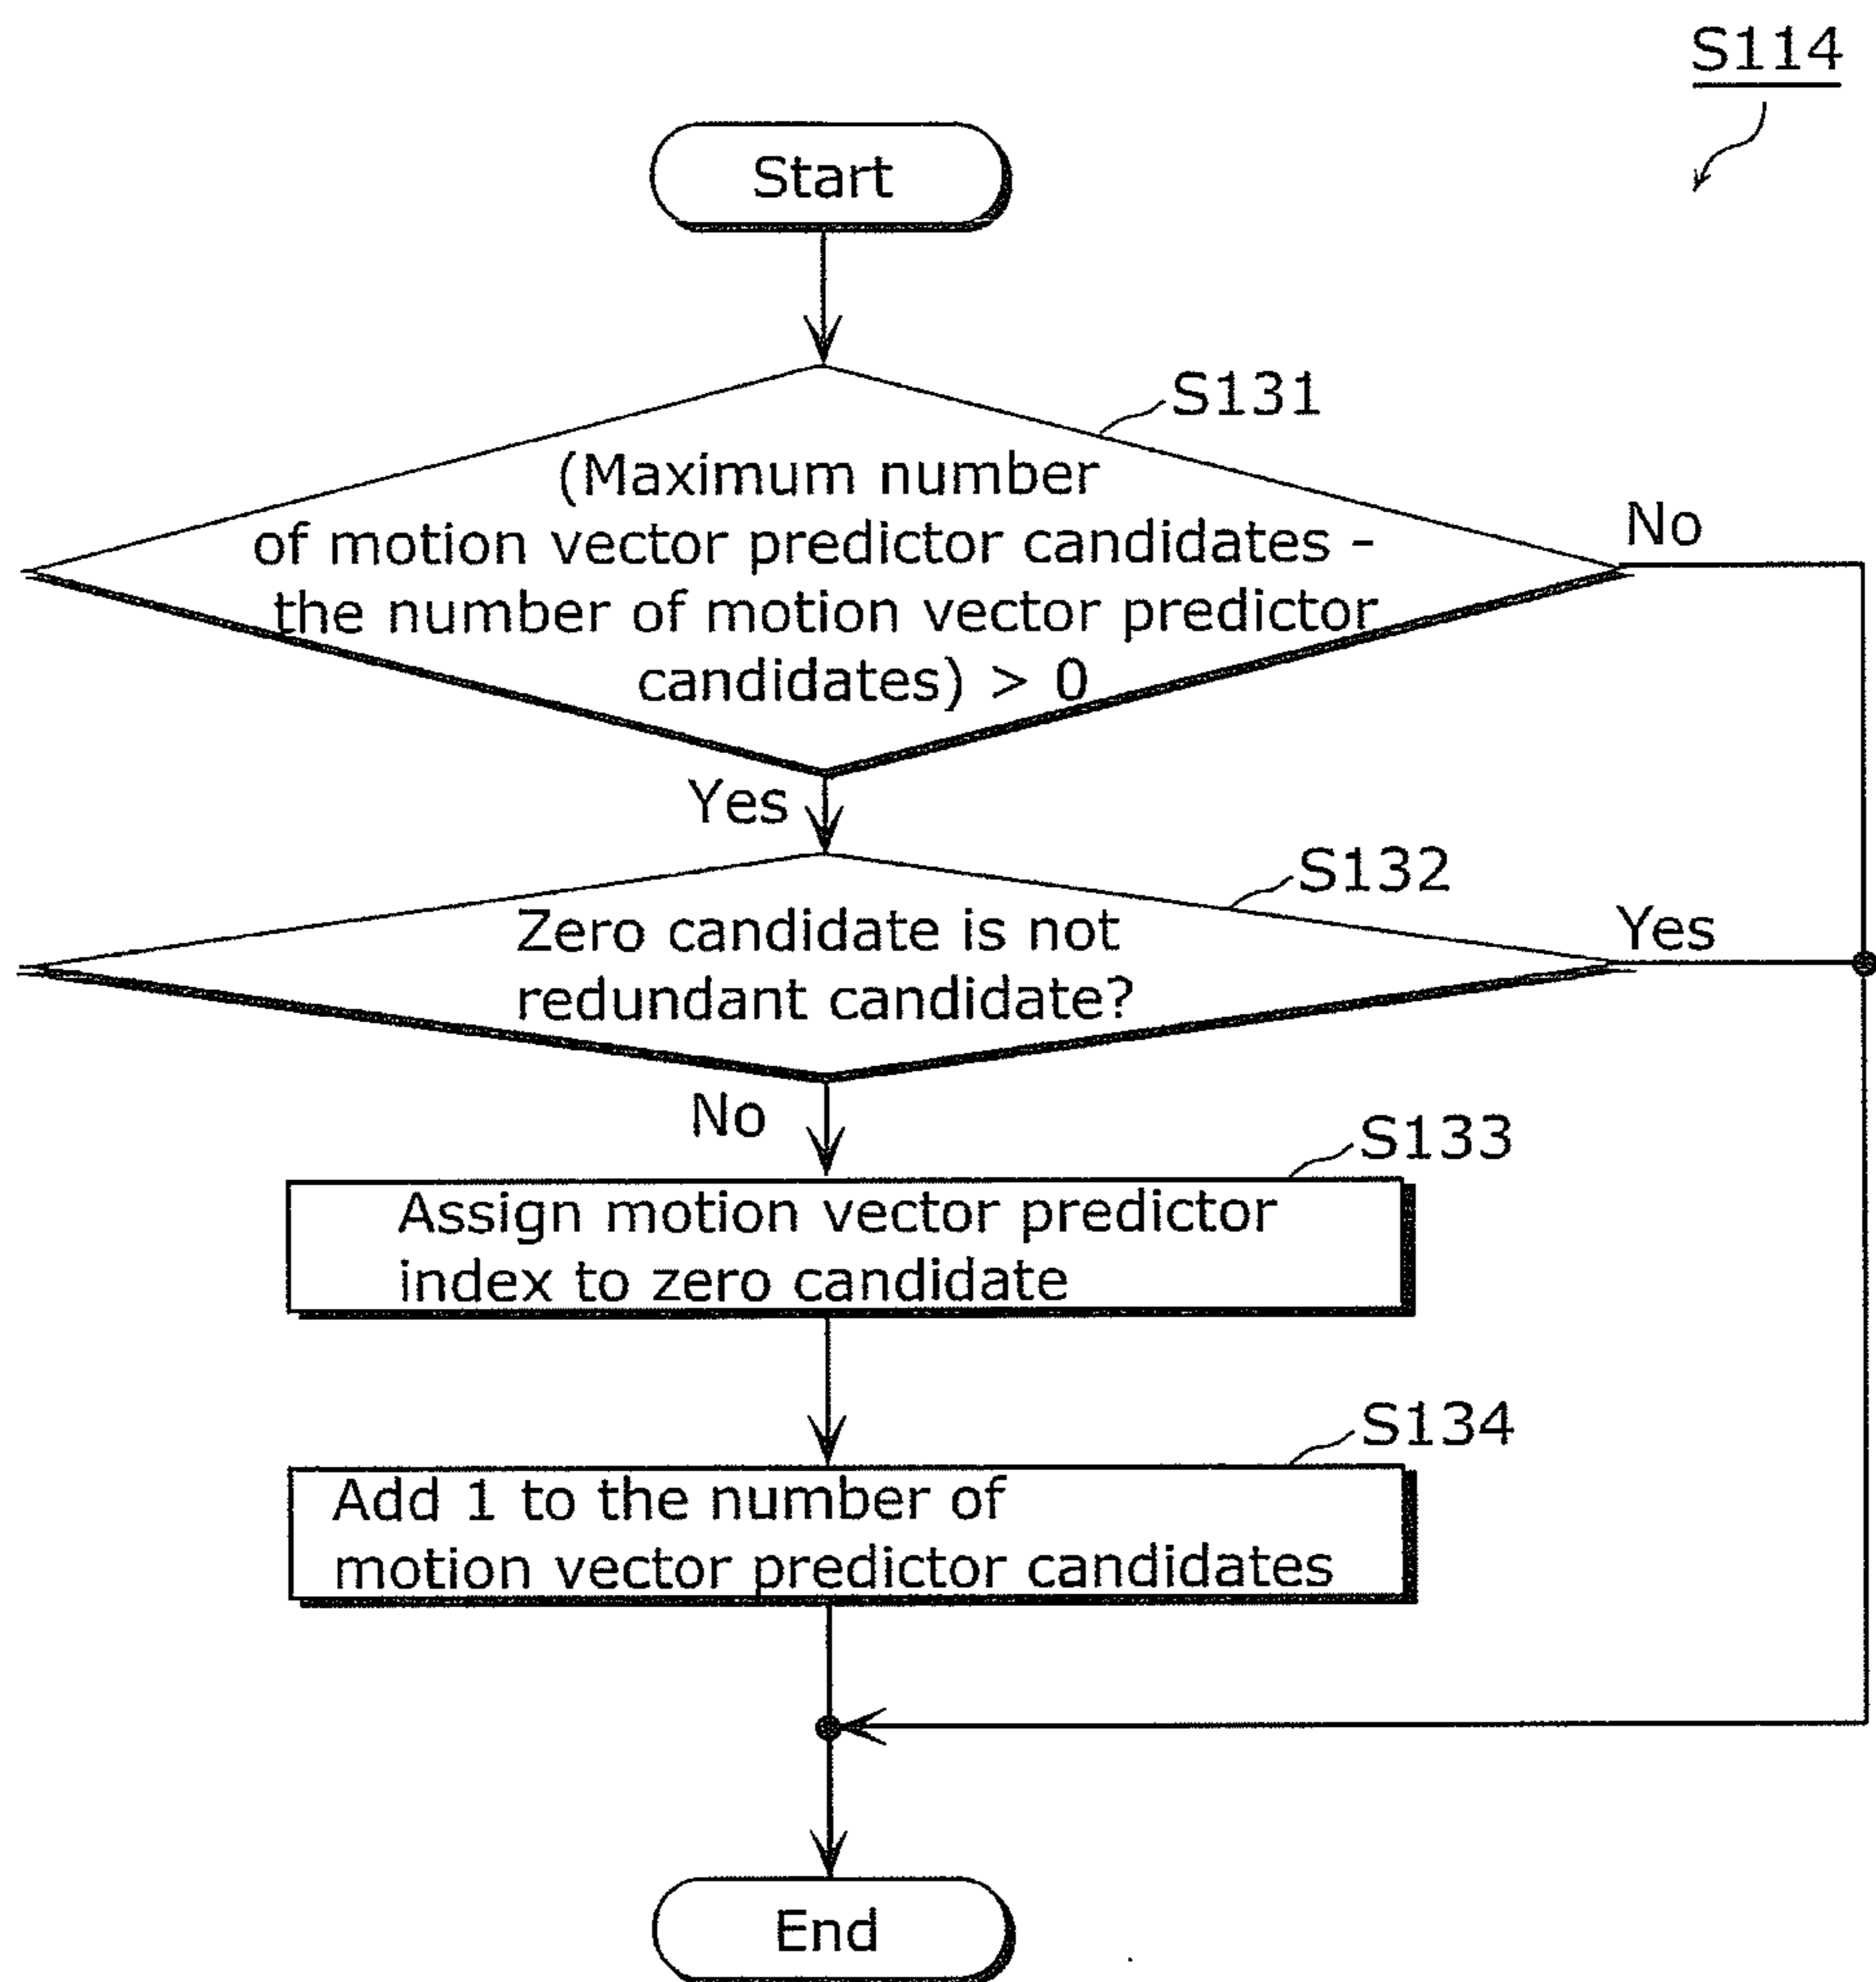 S114
Start
S131
(Maximum number
of motion vector predictor candidates -
the number of motion vector predictor
candidates) > 0
No
Yes
S132
Zero candidate is not
redundant candidate?
Yes
No
S133
Assign motion vector predictor
index to zero candidate
S134
Add 1 to the number of
motion vector predictor candidates
End